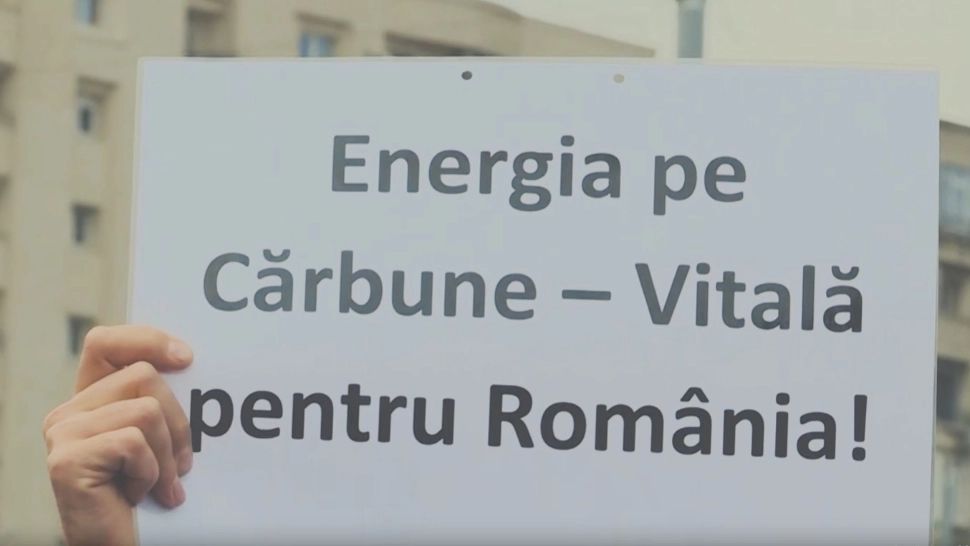 Energia pe
Cărbune – Vitală
pentru România!